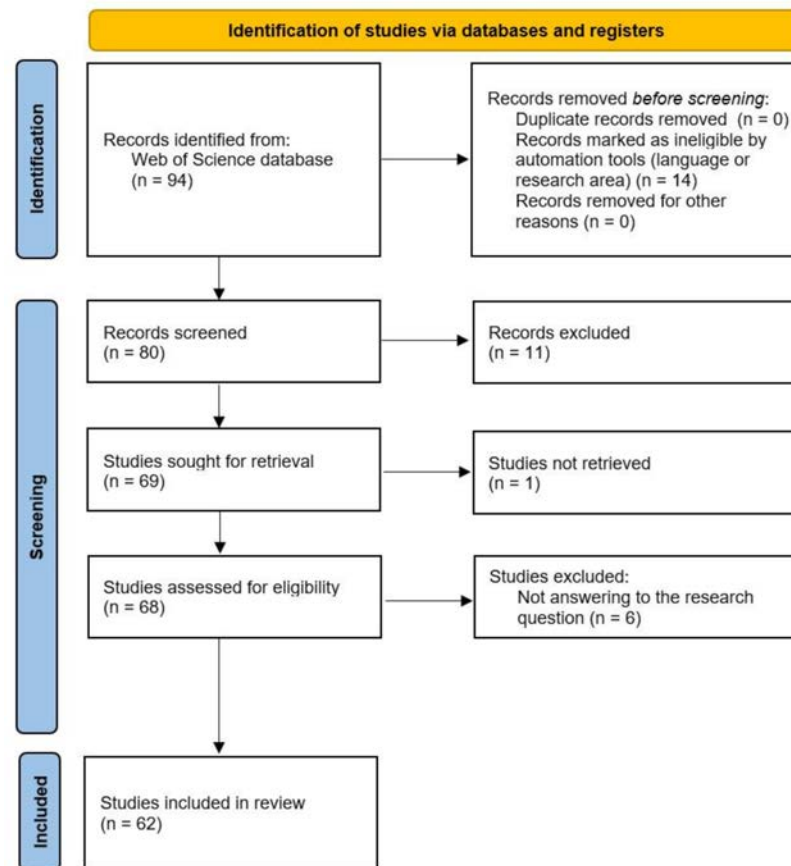 Identification of studies via databases and registers
Identification
Records identified from:
Web of Science database
(n = 94)
Records removed before screening:
Duplicate records removed (n = 0)
Records marked as ineligible by
automation tools (language or
research area) (n = 14)
Records removed for other
reasons (n = 0)
Screening
Records screened
(n = 80)
Records excluded
(n = 11)
Studies sought for retrieval
(n = 69)
Studies not retrieved
(n = 1)
Studies assessed for eligibility
(n = 68)
Studies excluded:
Not answering to the research
question (n = 6)
Included
Studies included in review
(n = 62)